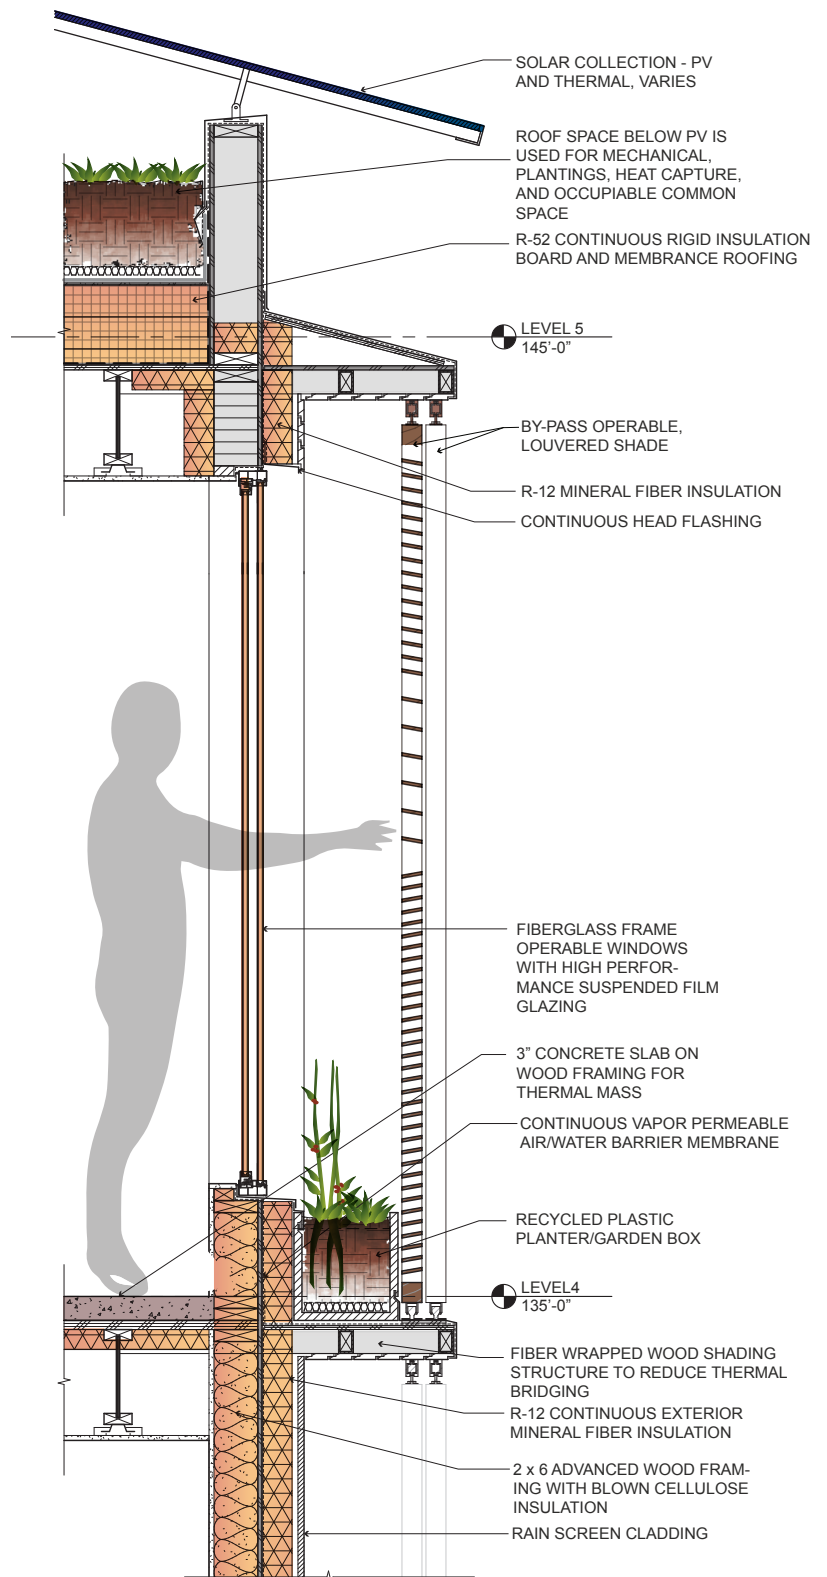 SOLAR COLLECTION - PV
AND THERMAL, VARIES
ROOF SPACE BELOW PV IS
USED FOR MECHANICAL,
PLANTINGS, HEAT CAPTURE,
AND OCCUPIABLE COMMON
SPACE
R-52 CONTINUOUS RIGID INSULATION
BOARD AND MEMBRANCE ROOFING
LEVEL 5
145'-0”
BY-PASS OPERABLE,
LOUVERED SHADE
R-12 MINERAL FIBER INSULATION
CONTINUOUS HEAD FLASHING
FIBERGLASS FRAME
OPERABLE WINDOWS
WITH HIGH PERFOR-
MANCE SUSPENDED FILM
GLAZING
3” CONCRETE SLAB ON
WOOD FRAMING FOR
THERMAL MASS
CONTINUOUS VAPOR PERMEABLE
AIR/WATER BARRIER MEMBRANE
RECYCLED PLASTIC
PLANTER/GARDEN BOX
LEVEL4
135'-0”
FIBER WRAPPED WOOD SHADING
STRUCTURE TO REDUCE THERMAL
BRIDGING
R-12 CONTINUOUS EXTERIOR
MINERAL FIBER INSULATION
2 x 6 ADVANCED WOOD FRAM-
ING WITH BLOWN CELLULOSE
INSULATION
RAIN SCREEN CLADDING